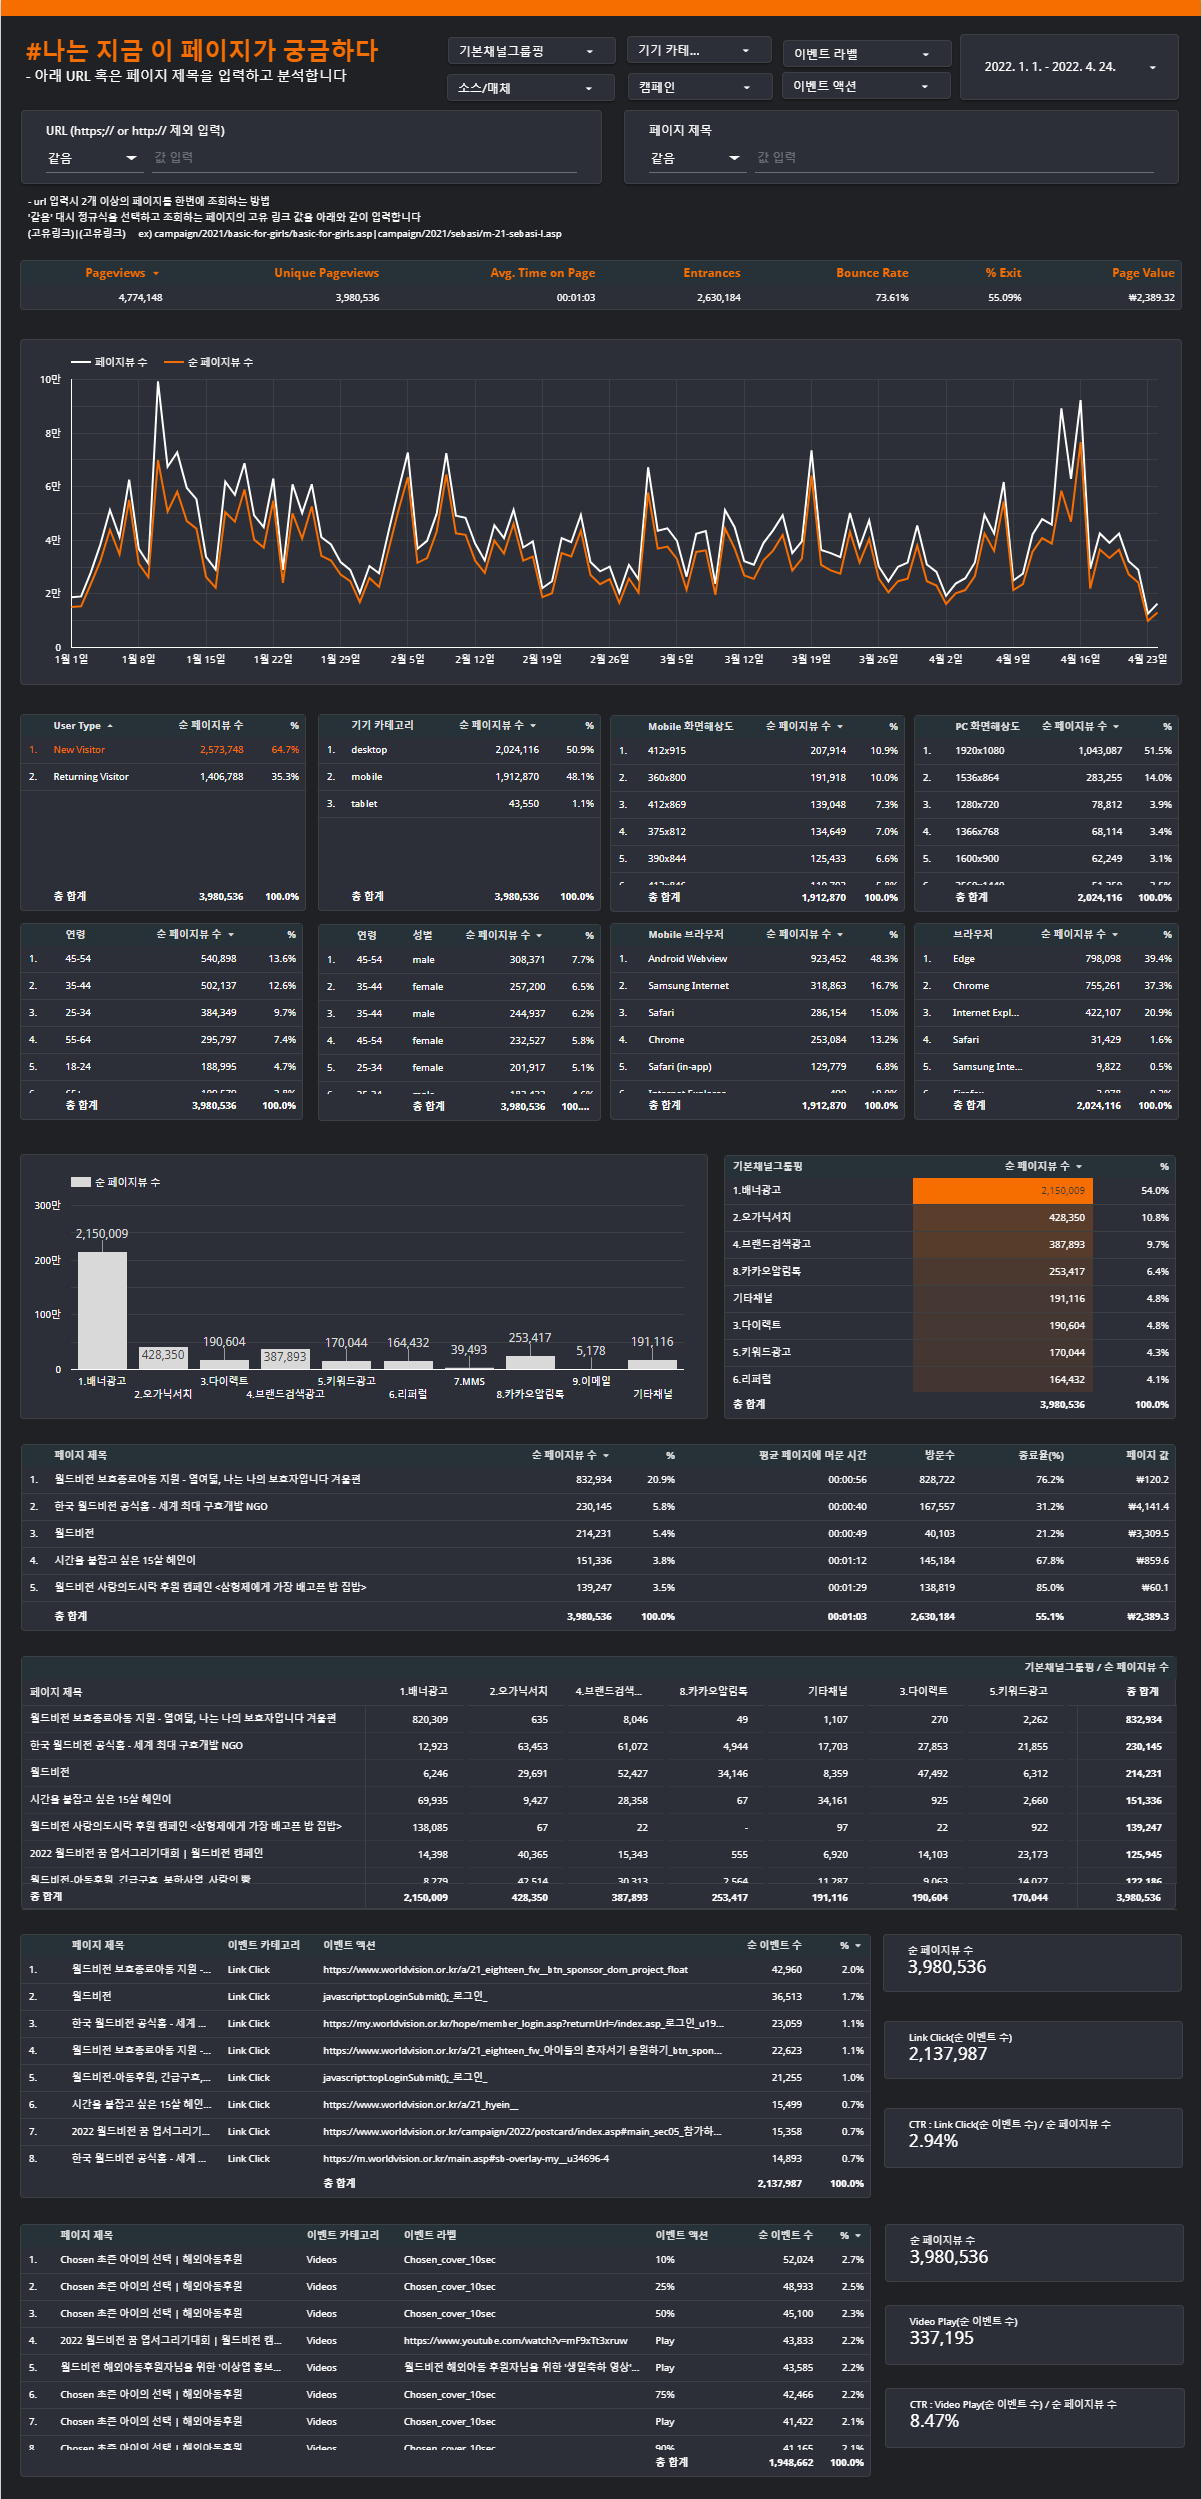 #나는 지금 이 페이지가 궁금하다
- 아래 URL 혹은 페이지 제목을 입력하고 분석합니다
기본채널그룹핑 기기 카테... 이벤트 라벨 2022. 1. 1. - 2022. 4. 24.
소스/매체 캠페인 이벤트 액션
URL (https;// or http:// 제외 입력) 페이지 제목
같음 값 입력 같음 값 입력
- url 입력시 2개 이상의 페이지를 한번에 조회하는 방법
'같음' 대시 정규식을 선택하고 조회하는 페이지의 고유 링크 값을 아래와 같이 입력합니다
(고유링크)|(고유링크) ex) campaign/2021/basic-for-girls/basic-for-girls.asp|campaign/2021/sebasi/m-21-sebasi-l.asp
Pageviews Unique Pageviews Avg. Time on Page Entrances Bounce Rate % Exit Page Value
4,774,148 3,980,536 00:01:03 2,630,184 73.61% 55.09% ₩2,389.32
페이지뷰 수 순 페이지뷰 수
10만
8만
6만
4만
2만
0
1월 1일 1월 8일 1월 15일 1월 22일 1월 29일 2월 5일 2월 12일 2월 19일 2월 26일 3월 5일 3월 12일 3월 19일 3월 26일 4월 2일 4월 9일 4월 16일 4월 23일
User Type 순 페이지뷰 수 %
1. New Visitor 2,573,748 64.7%
2. Returning Visitor 1,406,788 35.3%
총 합계 3,980,536 100.0%
기기 카테고리 순 페이지뷰 수 %
1. desktop 2,024,116 50.9%
2. mobile 1,912,870 48.1%
3. tablet 43,550 1.1%
총 합계 3,980,536 100.0%
Mobile 화면해상도 순 페이지뷰 수 %
1. 412x915 207,914 10.9%
2. 360x800 191,918 10.0%
3. 412x869 139,048 7.3%
4. 375x812 134,649 7.0%
5. 390x844 125,433 6.6%
총 합계 1,912,870 100.0%
PC 화면해상도 순 페이지뷰 수 %
1. 1920x1080 1,043,087 51.5%
2. 1536x864 283,255 14.0%
3. 1280x720 78,812 3.9%
4. 1366x768 68,114 3.4%
5. 1600x900 62,249 3.1%
총 합계 2,024,116 100.0%
연령 순 페이지뷰 수 %
1. 45-54 540,898 13.6%
2. 35-44 502,137 12.6%
3. 25-34 384,349 9.7%
4. 55-64 295,797 7.4%
5. 18-24 188,995 4.7%
총 합계 3,980,536 100.0%
연령 성별 순 페이지뷰 수 %
1. 45-54 male 308,371 7.7%
2. 35-44 female 257,200 6.5%
3. 35-44 male 244,937 6.2%
4. 45-54 female 232,527 5.8%
5. 25-34 female 201,917 5.1%
총 합계 3,980,536 100....
Mobile 브라우저 순 페이지뷰 수 %
1. Android Webview 923,452 48.3%
2. Samsung Internet 318,863 16.7%
3. Safari 286,154 15.0%
4. Chrome 253,084 13.2%
5. Safari (in-app) 129,779 6.8%
총 합계 1,912,870 100.0%
브라우저 순 페이지뷰 수 %
1. Edge 798,098 39.4%
2. Chrome 755,261 37.3%
3. Internet Expl... 422,107 20.9%
4. Safari 31,429 1.6%
5. Samsung Inte... 9,822 0.5%
총 합계 2,024,116 100.0%
순 페이지뷰 수
300만
200만
100만
0
2,150,009 428,350 190,604 387,893 170,044 164,432 39,493 253,417 5,178 191,116
1.배너광고 2.오가닉서치 3.다이렉트 4.브랜드검색광고 5.키워드광고 6.리퍼럴 7.MMS 8.카카오알림톡 9.이메일 기타채널
기본채널그룹핑 순 페이지뷰 수 %
1.배너광고 2,150,009 54.0%
2.오가닉서치 428,350 10.8%
4.브랜드검색광고 387,893 9.7%
8.카카오알림톡 253,417 6.4%
기타채널 191,116 4.8%
3.다이렉트 190,604 4.8%
5.키워드광고 170,044 4.3%
6.리퍼럴 164,432 4.1%
총 합계 3,980,536 100.0%
페이지 제목 순 페이지뷰 수 % 평균 페이지에 머문 시간 방문수 종료율(%) 페이지 값
1. 월드비전 보호종료아동 지원 - 열여덟, 나는 나의 보호자입니다 겨울편 832,934 20.9% 00:00:56 828,722 76.2% ₩120.2
2. 한국 월드비전 공식홈 - 세계 최대 구호개발 NGO 230,145 5.8% 00:00:40 167,557 31.2% ₩4,141.4
3. 월드비전 214,231 5.4% 00:00:49 40,103 21.2% ₩3,309.5
4. 시간을 붙잡고 싶은 15살 혜인이 151,336 3.8% 00:01:12 145,184 67.8% ₩859.6
5. 월드비전 사랑의도시락 후원 캠페인 <삼형제에게 가장 배고픈 밥 집밥> 139,247 3.5% 00:01:29 138,819 85.0% ₩60.1
총 합계 3,980,536 100.0% 00:01:03 2,630,184 55.1% ₩2,389.3
기본채널그룹핑 / 순 페이지뷰 수
페이지 제목 1.배너광고 2.오가닉서치 4.브랜드검색... 8.카카오알림톡 기타채널 3.다이렉트 5.키워드광고 총 합계
월드비전 보호종료아동 지원 - 열여덟, 나는 나의 보호자입니다 겨울편 820,309 635 8,046 49 1,107 270 2,262 832,934
한국 월드비전 공식홈 - 세계 최대 구호개발 NGO 12,923 63,453 61,072 4,944 17,703 27,853 21,855 230,145
월드비전 6,246 29,691 52,427 34,146 8,359 47,492 6,312 214,231
시간을 붙잡고 싶은 15살 혜인이 69,935 9,427 28,358 67 34,161 925 2,660 151,336
월드비전 사랑의도시락 후원 캠페인 <삼형제에게 가장 배고픈 밥 집밥> 138,085 67 22 - 97 22 922 139,247
2022 월드비전 꿈 엽서그리기대회 | 월드비전 캠페인 14,398 40,365 15,343 555 6,920 14,103 23,173 125,945
총 합계 2,150,009 428,350 387,893 253,417 191,116 190,604 170,044 3,980,536
페이지 제목 이벤트 카테고리 이벤트 액션 순 이벤트 수 %
1. 월드비전 보호종료아동 지원 -... Link Click https://www.worldvision.or.kr/a/21_eighteen_fw__btn_sponsor_dom_project_float 42,960 2.0%
2. 월드비전 Link Click javascript:topLoginSubmit();_로그인_ 36,513 1.7%
3. 한국 월드비전 공식홈 - 세계 ... Link Click https://my.worldvision.or.kr/hope/member_login.asp?returnUrl=/index.asp_로그인_u19... 23,059 1.1%
4. 월드비전 보호종료아동 지원 -... Link Click https://www.worldvision.or.kr/a/21_eighteen_fw_아이들의 혼자서기 응원하기_btn_spon... 22,623 1.1%
5. 월드비전-아동후원, 긴급구호,... Link Click javascript:topLoginSubmit();_로그인_ 21,255 1.0%
6. 시간을 붙잡고 싶은 15살 혜인... Link Click https://www.worldvision.or.kr/a/21_hyein__ 15,499 0.7%
7. 2022 월드비전 꿈 엽서그리기... Link Click https://www.worldvision.or.kr/campaign/2022/postcard/index.asp#main_sec05_참가하... 15,358 0.7%
8. 한국 월드비전 공식홈 - 세계 ... Link Click https://m.worldvision.or.kr/main.asp#sb-overlay-my__u34696-4 14,893 0.7%
총 합계 2,137,987 100.0%
순 페이지뷰 수
3,980,536
Link Click(순 이벤트 수)
2,137,987
CTR : Link Click(순 이벤트 수) / 순 페이지뷰 수
2.94%
페이지 제목 이벤트 카테고리 이벤트 라벨 이벤트 액션 순 이벤트 수 %
1. Chosen 초즌 아이의 선택 | 해외아동후원 Videos Chosen_cover_10sec 10% 52,024 2.7%
2. Chosen 초즌 아이의 선택 | 해외아동후원 Videos Chosen_cover_10sec 25% 48,933 2.5%
3. Chosen 초즌 아이의 선택 | 해외아동후원 Videos Chosen_cover_10sec 50% 45,100 2.3%
4. 2022 월드비전 꿈 엽서그리기대회 | 월드비전 캠... Videos https://www.youtube.com/watch?v=mF9xTt3xruw Play 43,833 2.2%
5. 월드비전 해외아동후원자님을 위한 '이상엽 홍보... Videos 월드비전 해외아동 후원자님을 위한 '생일축하 영상'... Play 43,585 2.2%
6. Chosen 초즌 아이의 선택 | 해외아동후원 Videos Chosen_cover_10sec 75% 42,466 2.2%
7. Chosen 초즌 아이의 선택 | 해외아동후원 Videos Chosen_cover_10sec Play 41,422 2.1%
8. Chosen 초즌 아이의 선택 | 해외아동후원 Videos Chosen_cover_10sec 90% 41,165 2.1%
총 합계 1,948,662 100.0%
순 페이지뷰 수
3,980,536
Video Play(순 이벤트 수)
337,195
CTR : Video Play(순 이벤트 수) / 순 페이지뷰 수
8.47%